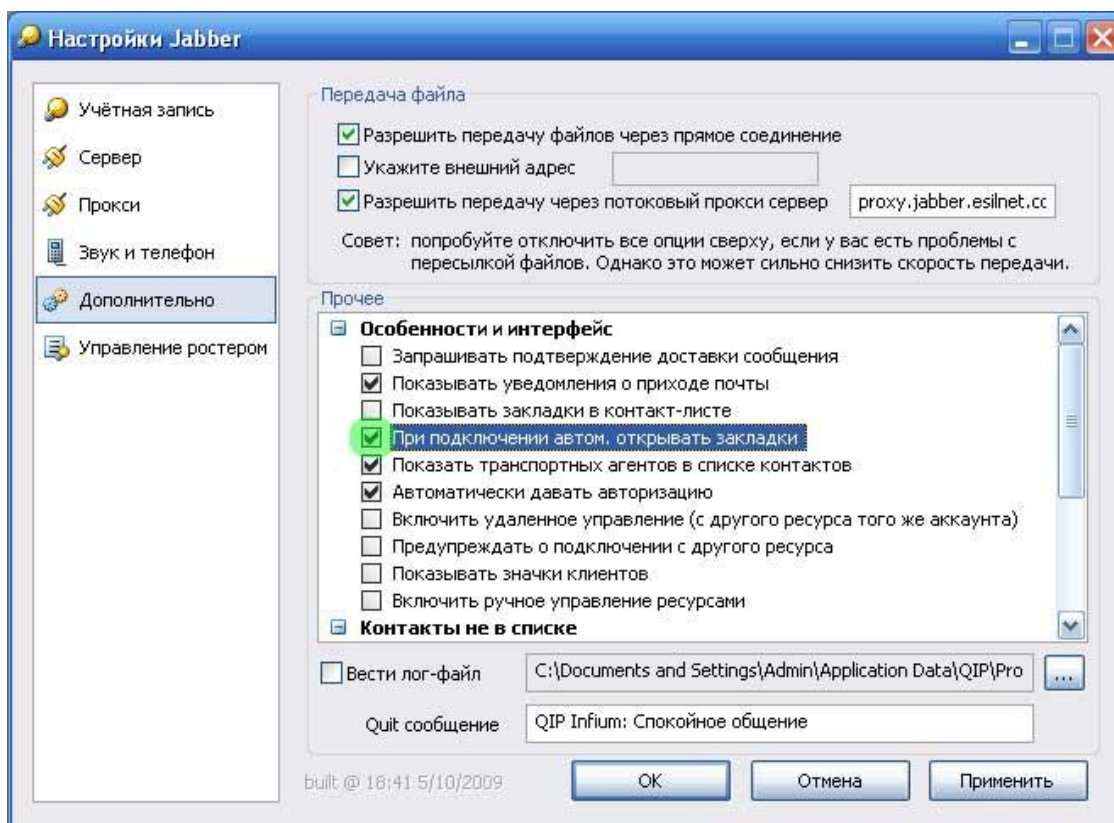 Настройки Jabber
Учётная запись
Сервер
Прокси
Звук и телефон
Дополнительно
Управление ростером
Передача файла
Разрешить передачу файлов через прямое соединение
Укажите внешний адрес
Разрешить передачу через потоковый прокси сервер proxy.jabber.esilnet.cc
Совет: попробуйте отключить все опции сверху, если у вас есть проблемы с
пересылкой файлов. Однако это может сильно снизить скорость передачи.
Прочее
Особенности и интерфейс
Запрашивать подтверждение доставки сообщения
Показывать уведомления о приходе почты
Показывать закладки в контакт-листе
При подключении автом. открывать закладки
Показать транспортных агентов в списке контактов
Автоматически давать авторизацию
Включить удаленное управление (с другого ресурса того же аккаунта)
Предупреждать о подключении с другого ресурса
Показывать значки клиентов
Включить ручное управление ресурсами
Контакты не в списке
Вести лог-файл C:\Documents and Settings\Admin\Application Data\QIP\Pro ...
Quit сообщение QIP Infium: Спокойное общение
built @ 18:41 5/10/2009 OK Отмена Применить